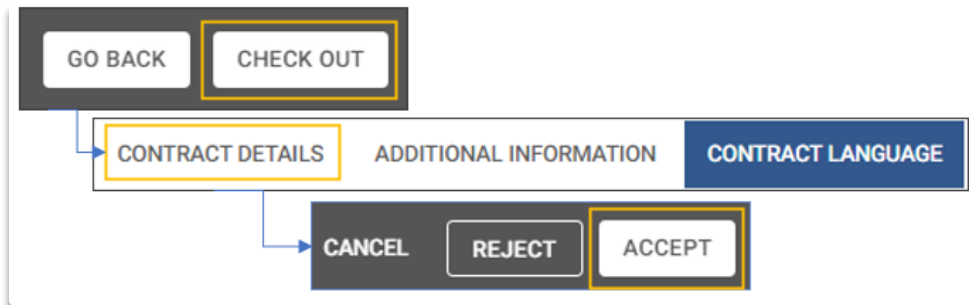 GO BACK CHECK OUT
CONTRACT DETAILS ADDITIONAL INFORMATION CONTRACT LANGUAGE
CANCEL REJECT ACCEPT